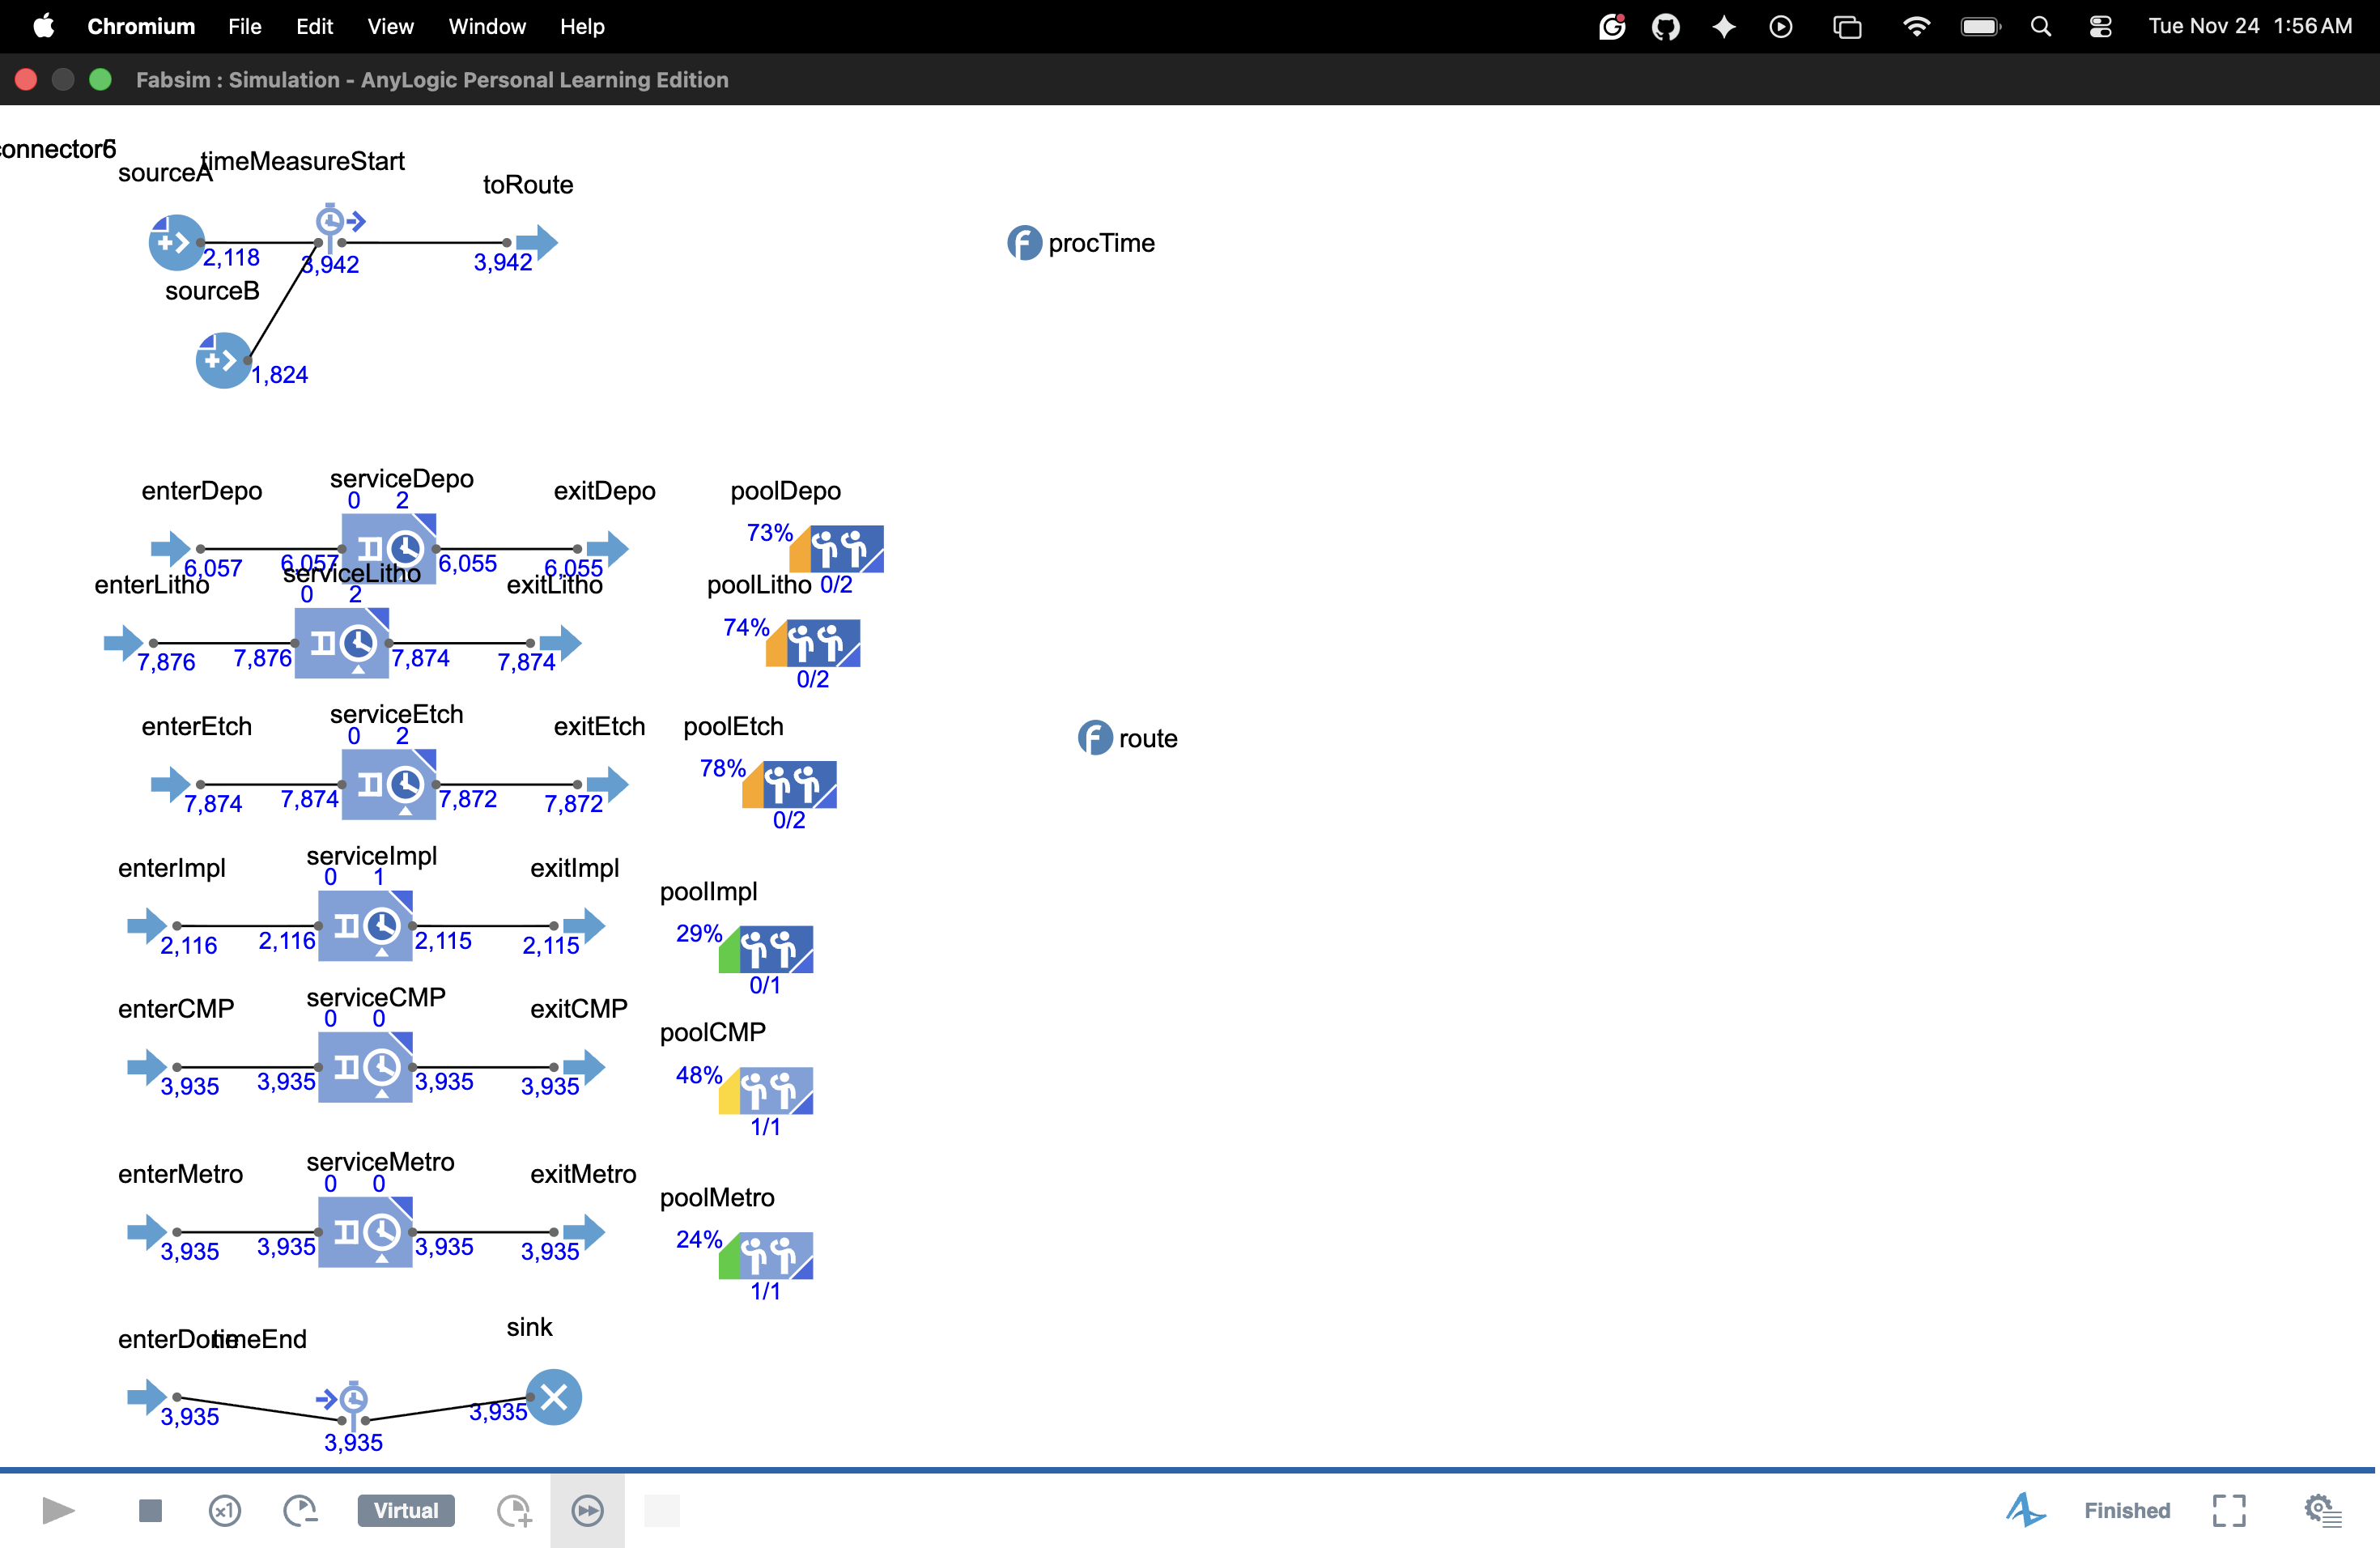 Chromium File Edit View Window Help Tue Nov 24 1:56 AM
Fabsim : Simulation - AnyLogic Personal Learning Edition
timeMeasureStart
sourceA
toRoute
2,118
3,942
3,942
procTime
sourceB
1,824
enterDepo
serviceDepo
0 2
exitDepo
poolDepo
73%
6,057
6,057
6,055
6,055
0/2
enterLitho
serviceLitho
0 2
exitLitho
poolLitho
74%
7,876
7,876
7,874
7,874
0/2
enterEtch
serviceEtch
0 2
exitEtch
poolEtch
78%
7,874
7,874
7,872
7,872
0/2
route
enterImpl
serviceImpl
0 1
exitImpl
poolImpl
29%
2,116
2,116
2,115
2,115
0/1
enterCMP
serviceCMP
0 0
exitCMP
poolCMP
48%
3,935
3,935
3,935
3,935
1/1
enterMetro
serviceMetro
0 0
exitMetro
poolMetro
24%
3,935
3,935
3,935
3,935
1/1
enterDone
timeEnd
sink
3,935
3,935
3,935
x1 Virtual Finished